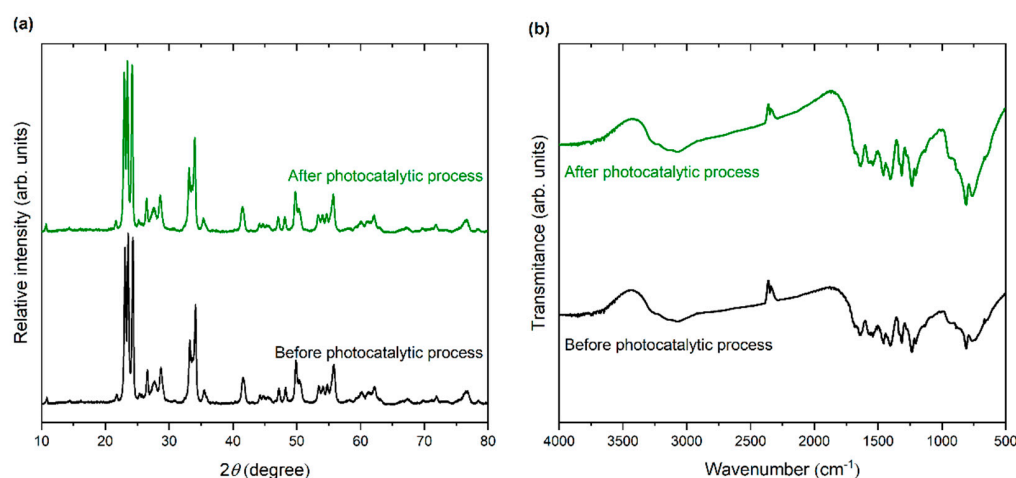 (a)
Relative intensity (arb. units)
After photocatalytic process
Before photocatalytic process
10 20 30 40 50 60 70 80
2θ (degree)
(b)
Transmitance (arb. units)
After photocatalytic process
Before photocatalytic process
4000 3500 3000 2500 2000 1500 1000 500
Wavenumber (cm⁻¹)